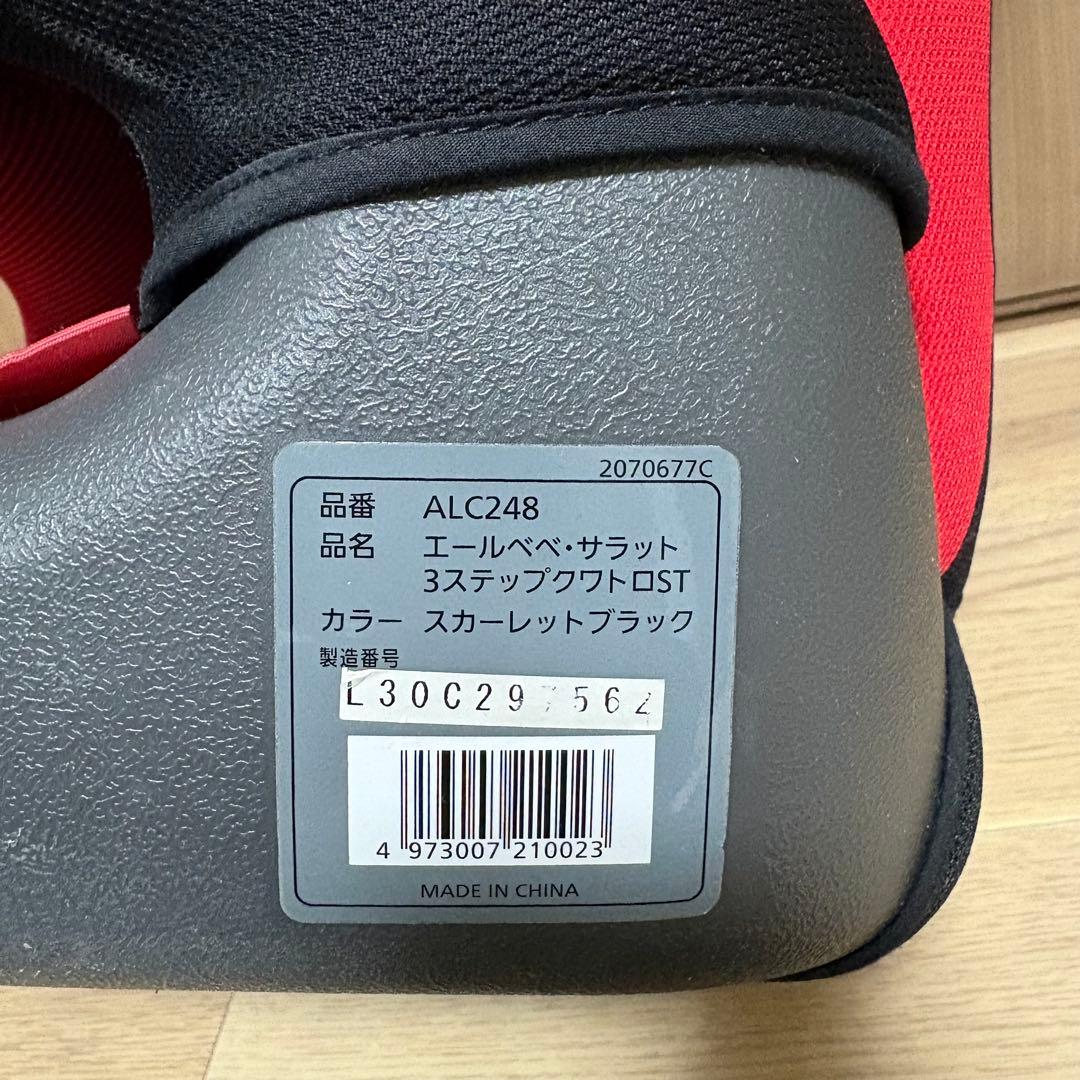 2070677C
品番 ALC248
品名 エールベベ・サラット
3ステップクワトロST
カラー スカーレットブラック
製造番号
L30C297562
4 973007 210023
MADE IN CHINA